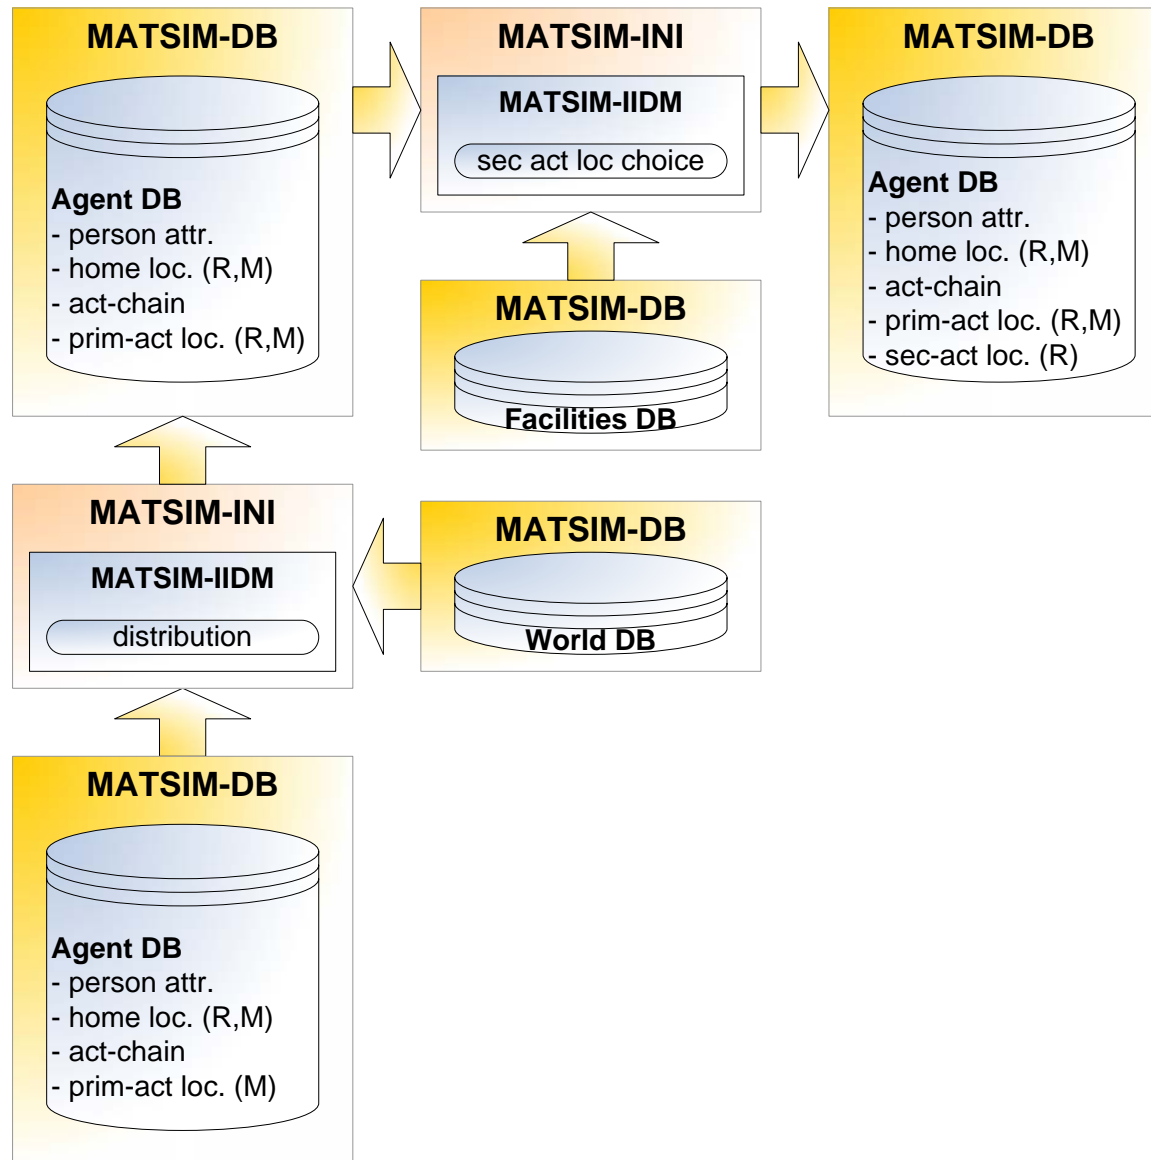 MATSIM-DB
Agent DB
- person attr.
- home loc. (R,M)
- act-chain
- prim-act loc. (R,M)
MATSIM-INI
MATSIM-IIDM
sec act loc choice
MATSIM-DB
Agent DB
- person attr.
- home loc. (R,M)
- act-chain
- prim-act loc. (R,M)
- sec-act loc. (R)
MATSIM-DB
Facilities DB
MATSIM-INI
MATSIM-IIDM
distribution
MATSIM-DB
World DB
MATSIM-DB
Agent DB
- person attr.
- home loc. (R,M)
- act-chain
- prim-act loc. (M)